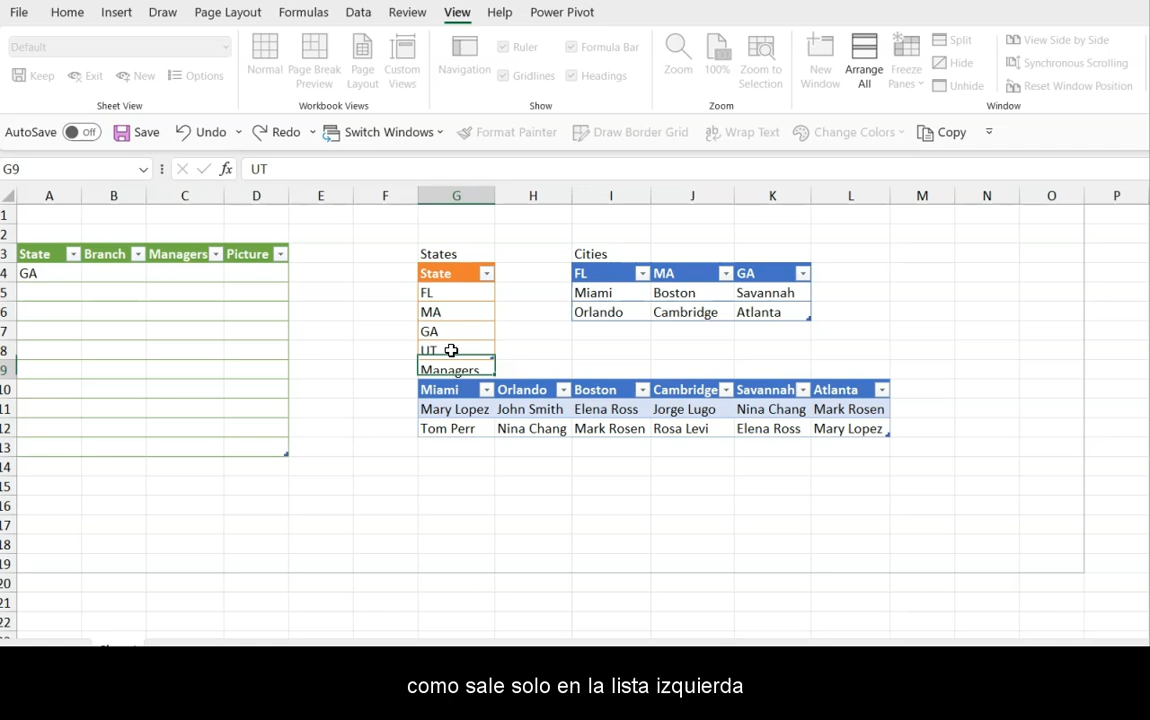 File Home Insert Draw Page Layout Formulas Data Review View Help Power Pivot
Default
Keep Exit New Options
Sheet View
Normal Page Break Preview Page Layout Custom Views
Workbook Views
Navigation Ruler Formula Bar
Gridlines Headings
Show
Zoom 100% Zoom to Selection
Zoom
New Window Arrange All Freeze Panes Split Hide Unhide
View Side by Side
Synchronous Scrolling
Reset Window Position
Window
AutoSave Off Save Undo Redo Switch Windows Format Painter Draw Border Grid Wrap Text Change Colors Copy
G9 fx UT
A B C D E F G H I J K L M N O P
1
2
3 State Branch Managers Picture States Cities
4 GA State FL MA GA
5 FL Miami Boston Savannah
6 MA Orlando Cambridge Atlanta
7 GA
8 UT
9 Managers
10 Miami Orlando Boston Cambridge Savannah Atlanta
11 Mary Lopez John Smith Elena Ross Jorge Lugo Nina Chang Mark Rosen
12 Tom Perr Nina Chang Mark Rosen Rosa Levi Elena Ross Mary Lopez
13
14
15
16
17
18
19
20
21
22
como sale solo en la lista izquierda